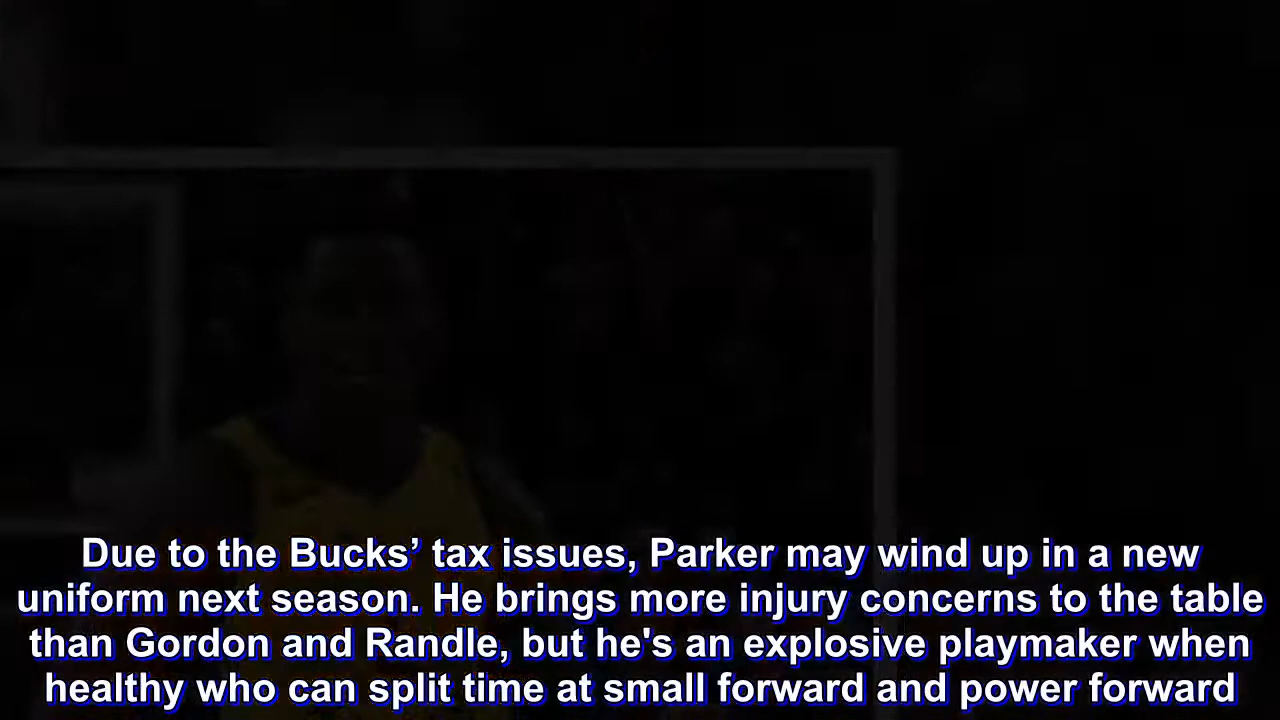 Due to the Bucks’ tax issues, Parker may wind up in a new
uniform next season. He brings more injury concerns to the table
than Gordon and Randle, but he's an explosive playmaker when
healthy who can split time at small forward and power forward